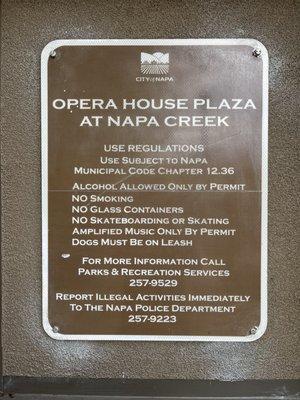 CITY of NAPA
OPERA HOUSE PLAZA
AT NAPA CREEK
USE REGULATIONS
USE SUBJECT TO NAPA
MUNICIPAL CODE CHAPTER 12.36
ALCOHOL ALLOWED ONLY BY PERMIT
NO SMOKING
NO GLASS CONTAINERS
NO SKATEBOARDING OR SKATING
AMPLIFIED MUSIC ONLY BY PERMIT
DOGS MUST BE ON LEASH
FOR MORE INFORMATION CALL
PARKS & RECREATION SERVICES
257-9529
REPORT ILLEGAL ACTIVITIES IMMEDIATELY
TO THE NAPA POLICE DEPARTMENT
257-9223